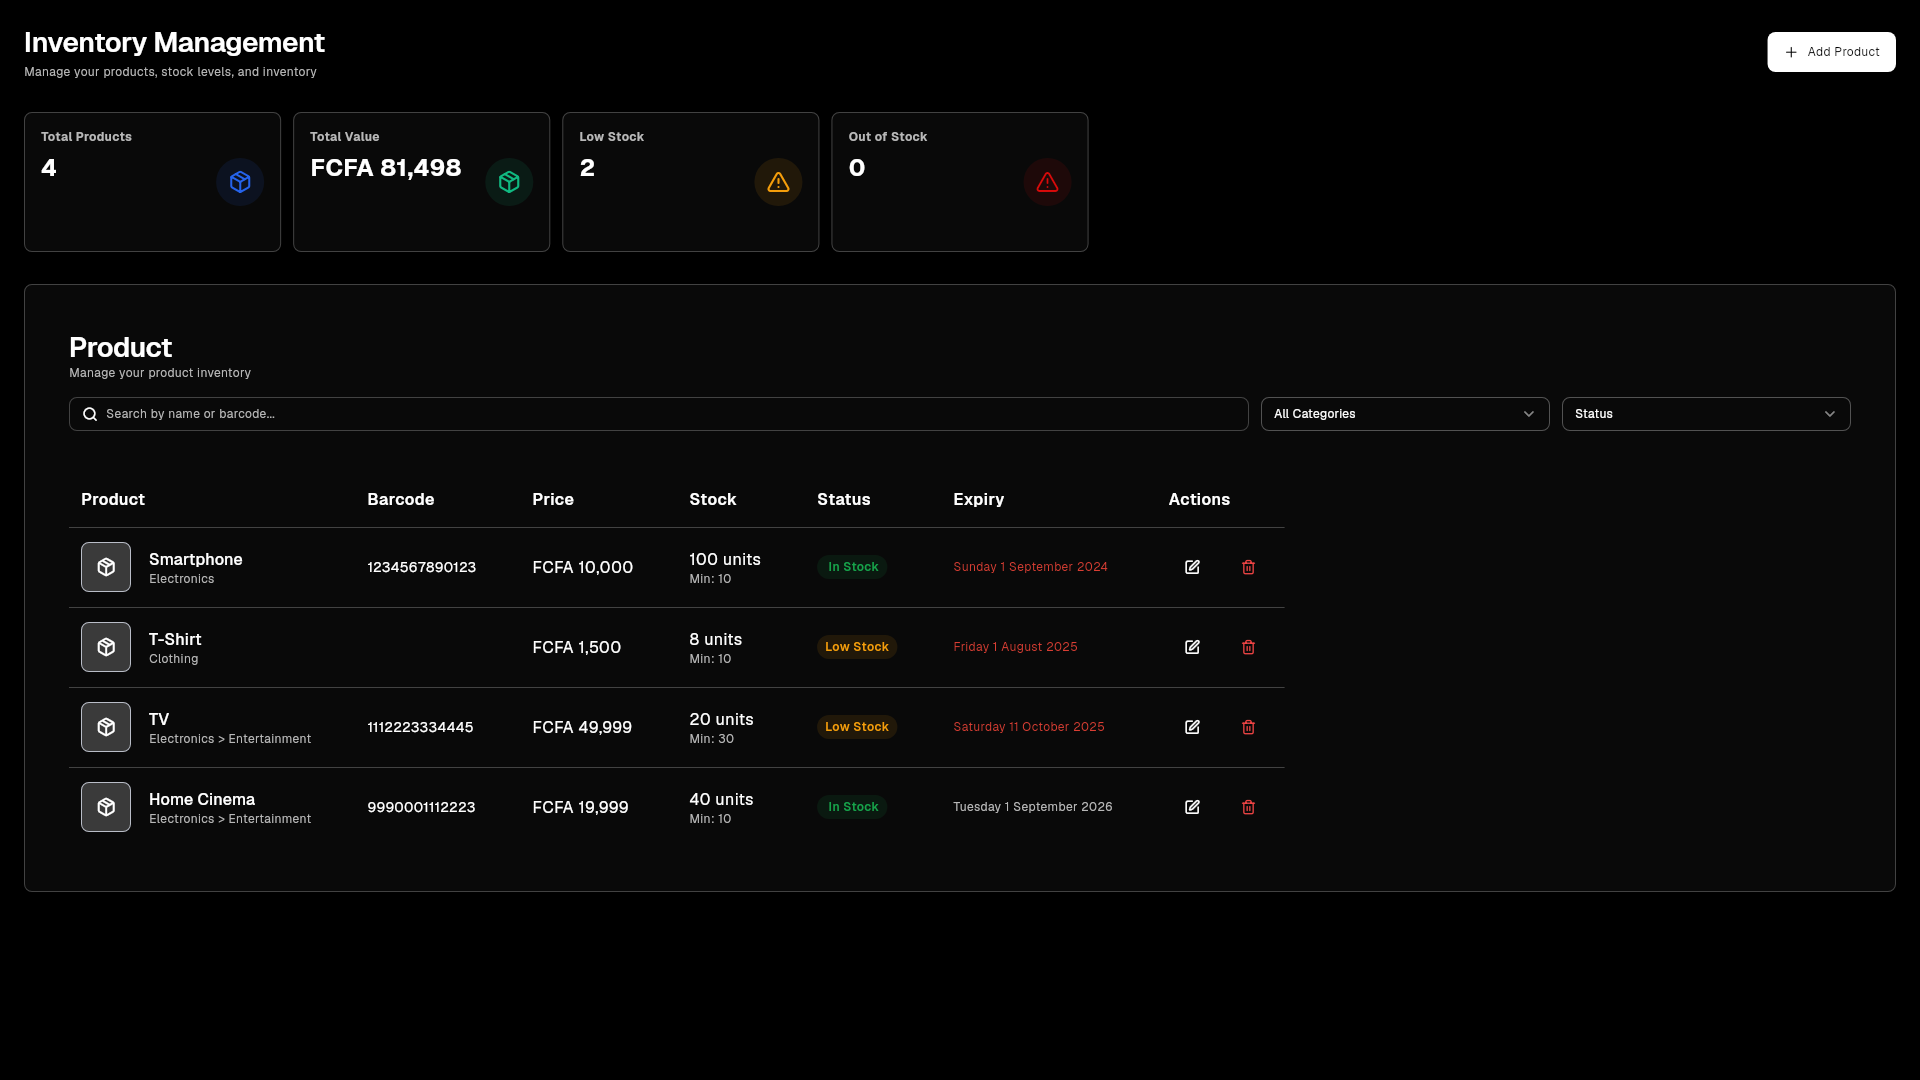 Inventory Management
Manage your products, stock levels, and inventory
Add Product
Total Products
4
Total Value
FCFA 81,498
Low Stock
2
Out of Stock
0
Product
Manage your product inventory
Search by name or barcode...
All Categories
Status
Product Barcode Price Stock Status Expiry Actions
Smartphone
Electronics
1234567890123
FCFA 10,000
100 units
Min: 10
In Stock
Sunday 1 September 2024
T-Shirt
Clothing
FCFA 1,500
8 units
Min: 10
Low Stock
Friday 1 August 2025
TV
Electronics > Entertainment
1112223334445
FCFA 49,999
20 units
Min: 30
Low Stock
Saturday 11 October 2025
Home Cinema
Electronics > Entertainment
9990001112223
FCFA 19,999
40 units
Min: 10
In Stock
Tuesday 1 September 2026